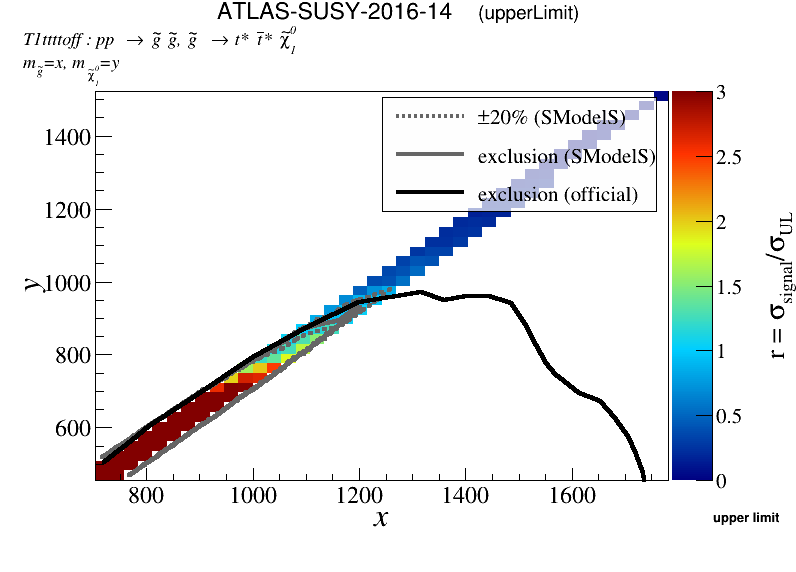 ATLAS-SUSY-2016-14 (upperLimit)
T1ttttoff : pp → g̃ g̃, g̃ → t* t̄* χ̃₁⁰
m_g̃=x, m_χ̃₁⁰=y
±20% (SModelS)
exclusion (SModelS)
exclusion (official)
1400
1200
1000
800
600
y
800 1000 1200 1400 1600
x
3
2.5
2
1.5
1
0.5
0
r = σ_signal/σ_UL
upper limit